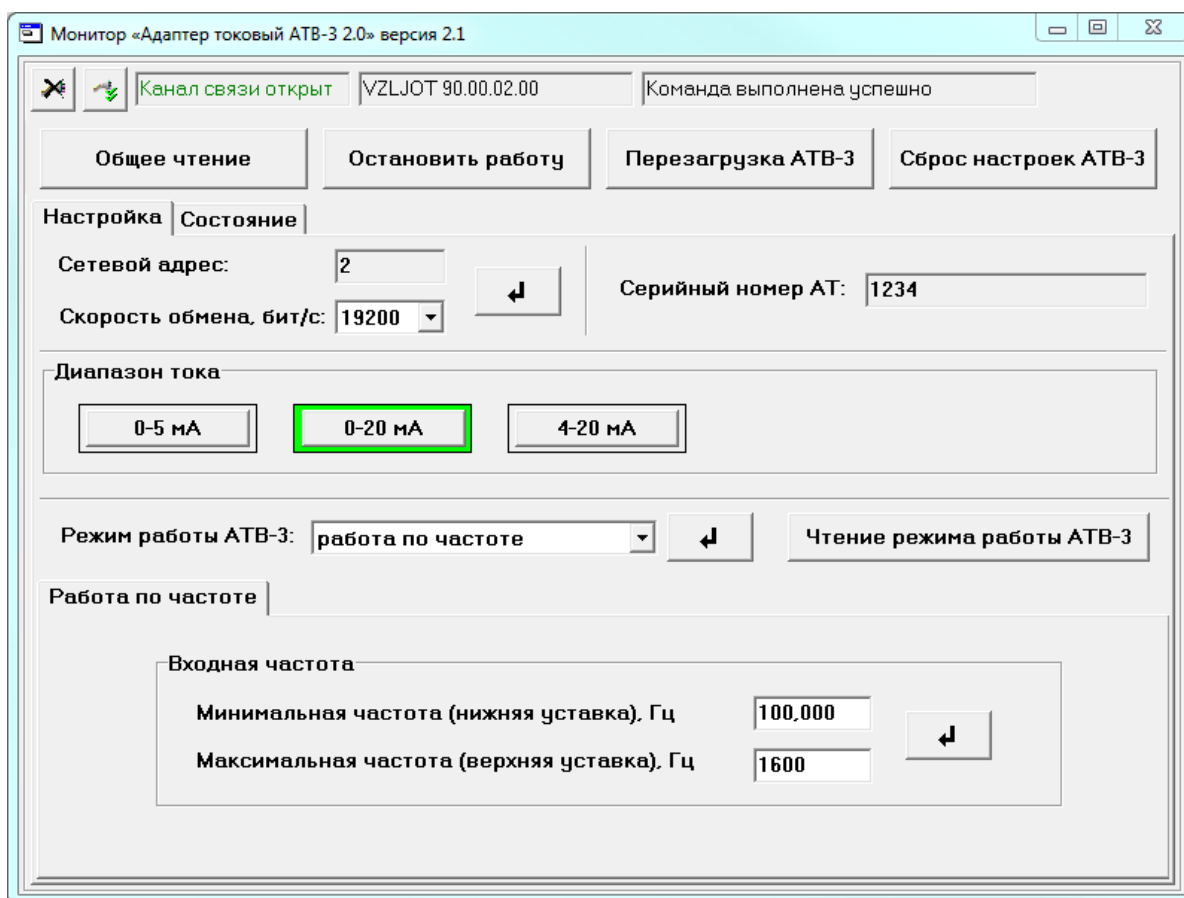 Монитор «Адаптер токовый АТВ-3 2.0» версия 2.1
Канал связи открыт VZLJOT 90.00.02.00 Команда выполнена успешно
Общее чтение Остановить работу Перезагрузка АТВ-3 Сброс настроек АТВ-3
Настройка Состояние
Сетевой адрес: 2
Серийный номер АТ: 1234
Скорость обмена, бит/с: 19200
Диапазон тока
0-5 мА 0-20 мА 4-20 мА
Режим работы АТВ-3: работа по частоте Чтение режима работы АТВ-3
Работа по частоте
Входная частота
Минимальная частота (нижняя уставка), Гц 100,000
Максимальная частота (верхняя уставка), Гц 1600